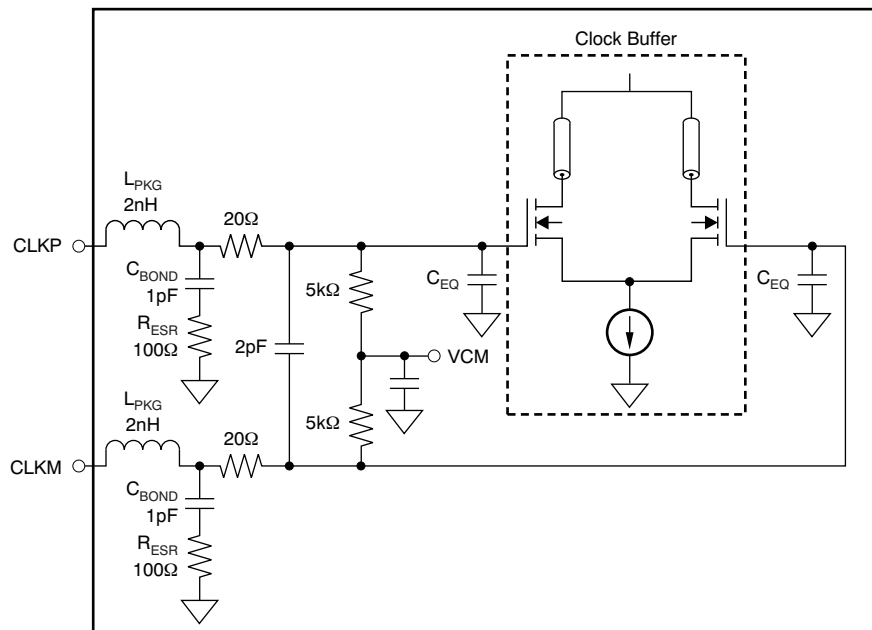 Clock Buffer
L_PKG
2nH
20Ω
CLKP
C_BOND
1pF
R_ESR
100Ω
5kΩ
C_EQ
C_EQ
2pF
VCM
L_PKG
2nH
20Ω
5kΩ
CLKM
C_BOND
1pF
R_ESR
100Ω